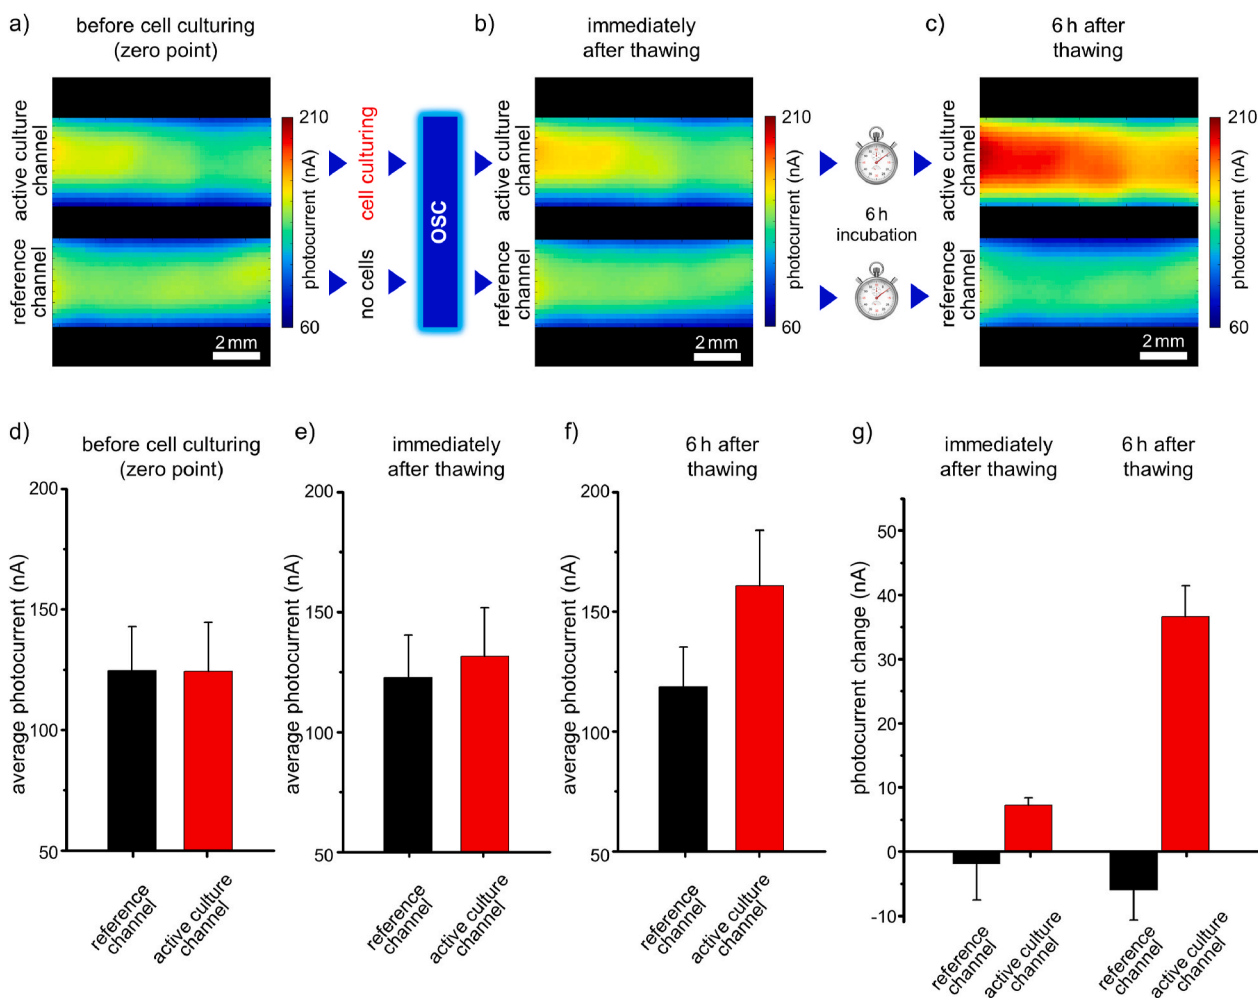 a)
before cell culturing
(zero point)
b)
immediately
after thawing
c)
6 h after
thawing
active culture
channel
reference
channel
210
photocurrent (nA)
60
2 mm
cell culturing
no cells
OSC
active culture
channel
reference
channel
210
photocurrent (nA)
60
2 mm
6 h
incubation
active culture
channel
reference
channel
210
photocurrent (nA)
60
2 mm
d)
before cell culturing
(zero point)
average photocurrent (nA)
200
150
100
50
reference
channel
active culture
channel
e)
immediately
after thawing
average photocurrent (nA)
200
150
100
50
reference
channel
active culture
channel
f)
6 h after
thawing
average photocurrent (nA)
200
150
100
50
reference
channel
active culture
channel
g)
immediately
after thawing
6 h after
thawing
photocurrent change (nA)
50
40
30
20
10
0
-10
reference
channel
active culture
channel
reference
channel
active culture
channel